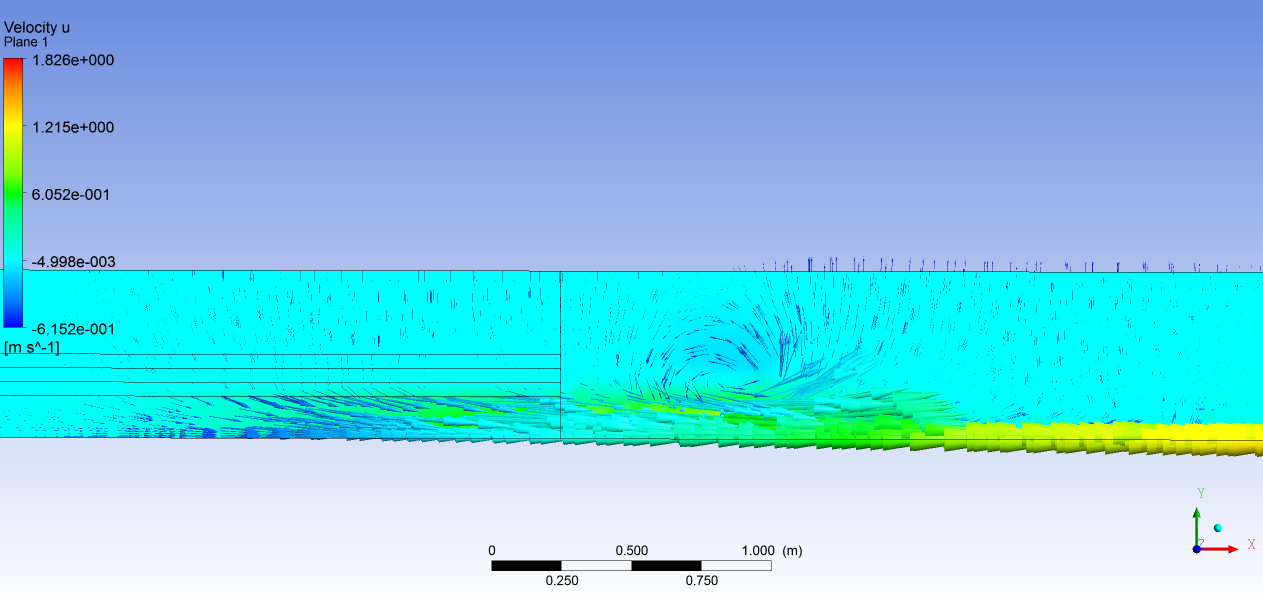 Velocity u
Plane 1
1.826e+000
1.215e+000
6.052e-001
-4.998e-003
-6.152e-001
[m s^-1]
0 0.500 1.000 (m)
0.250 0.750
Y
Z X